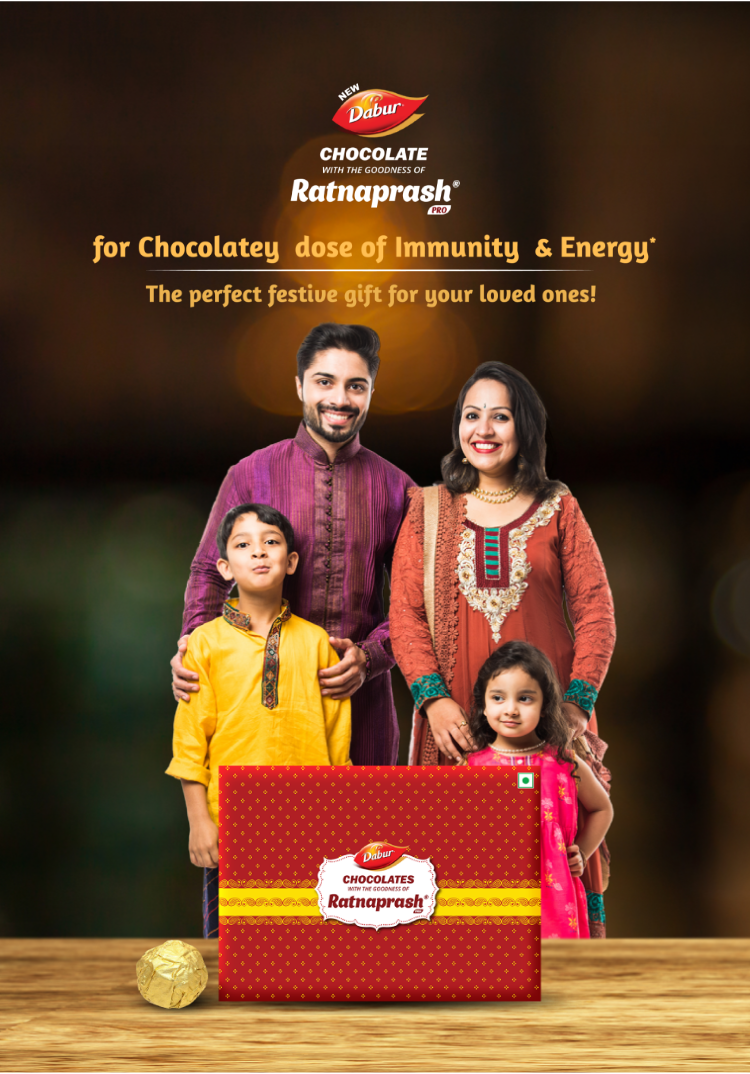 NEW
Dabur
CHOCOLATE
WITH THE GOODNESS OF
Ratnaprash®
PRO
for Chocolatey dose of Immunity & Energy*
The perfect festive gift for your loved ones!
Dabur
CHOCOLATES
WITH THE GOODNESS OF
Ratnaprash®